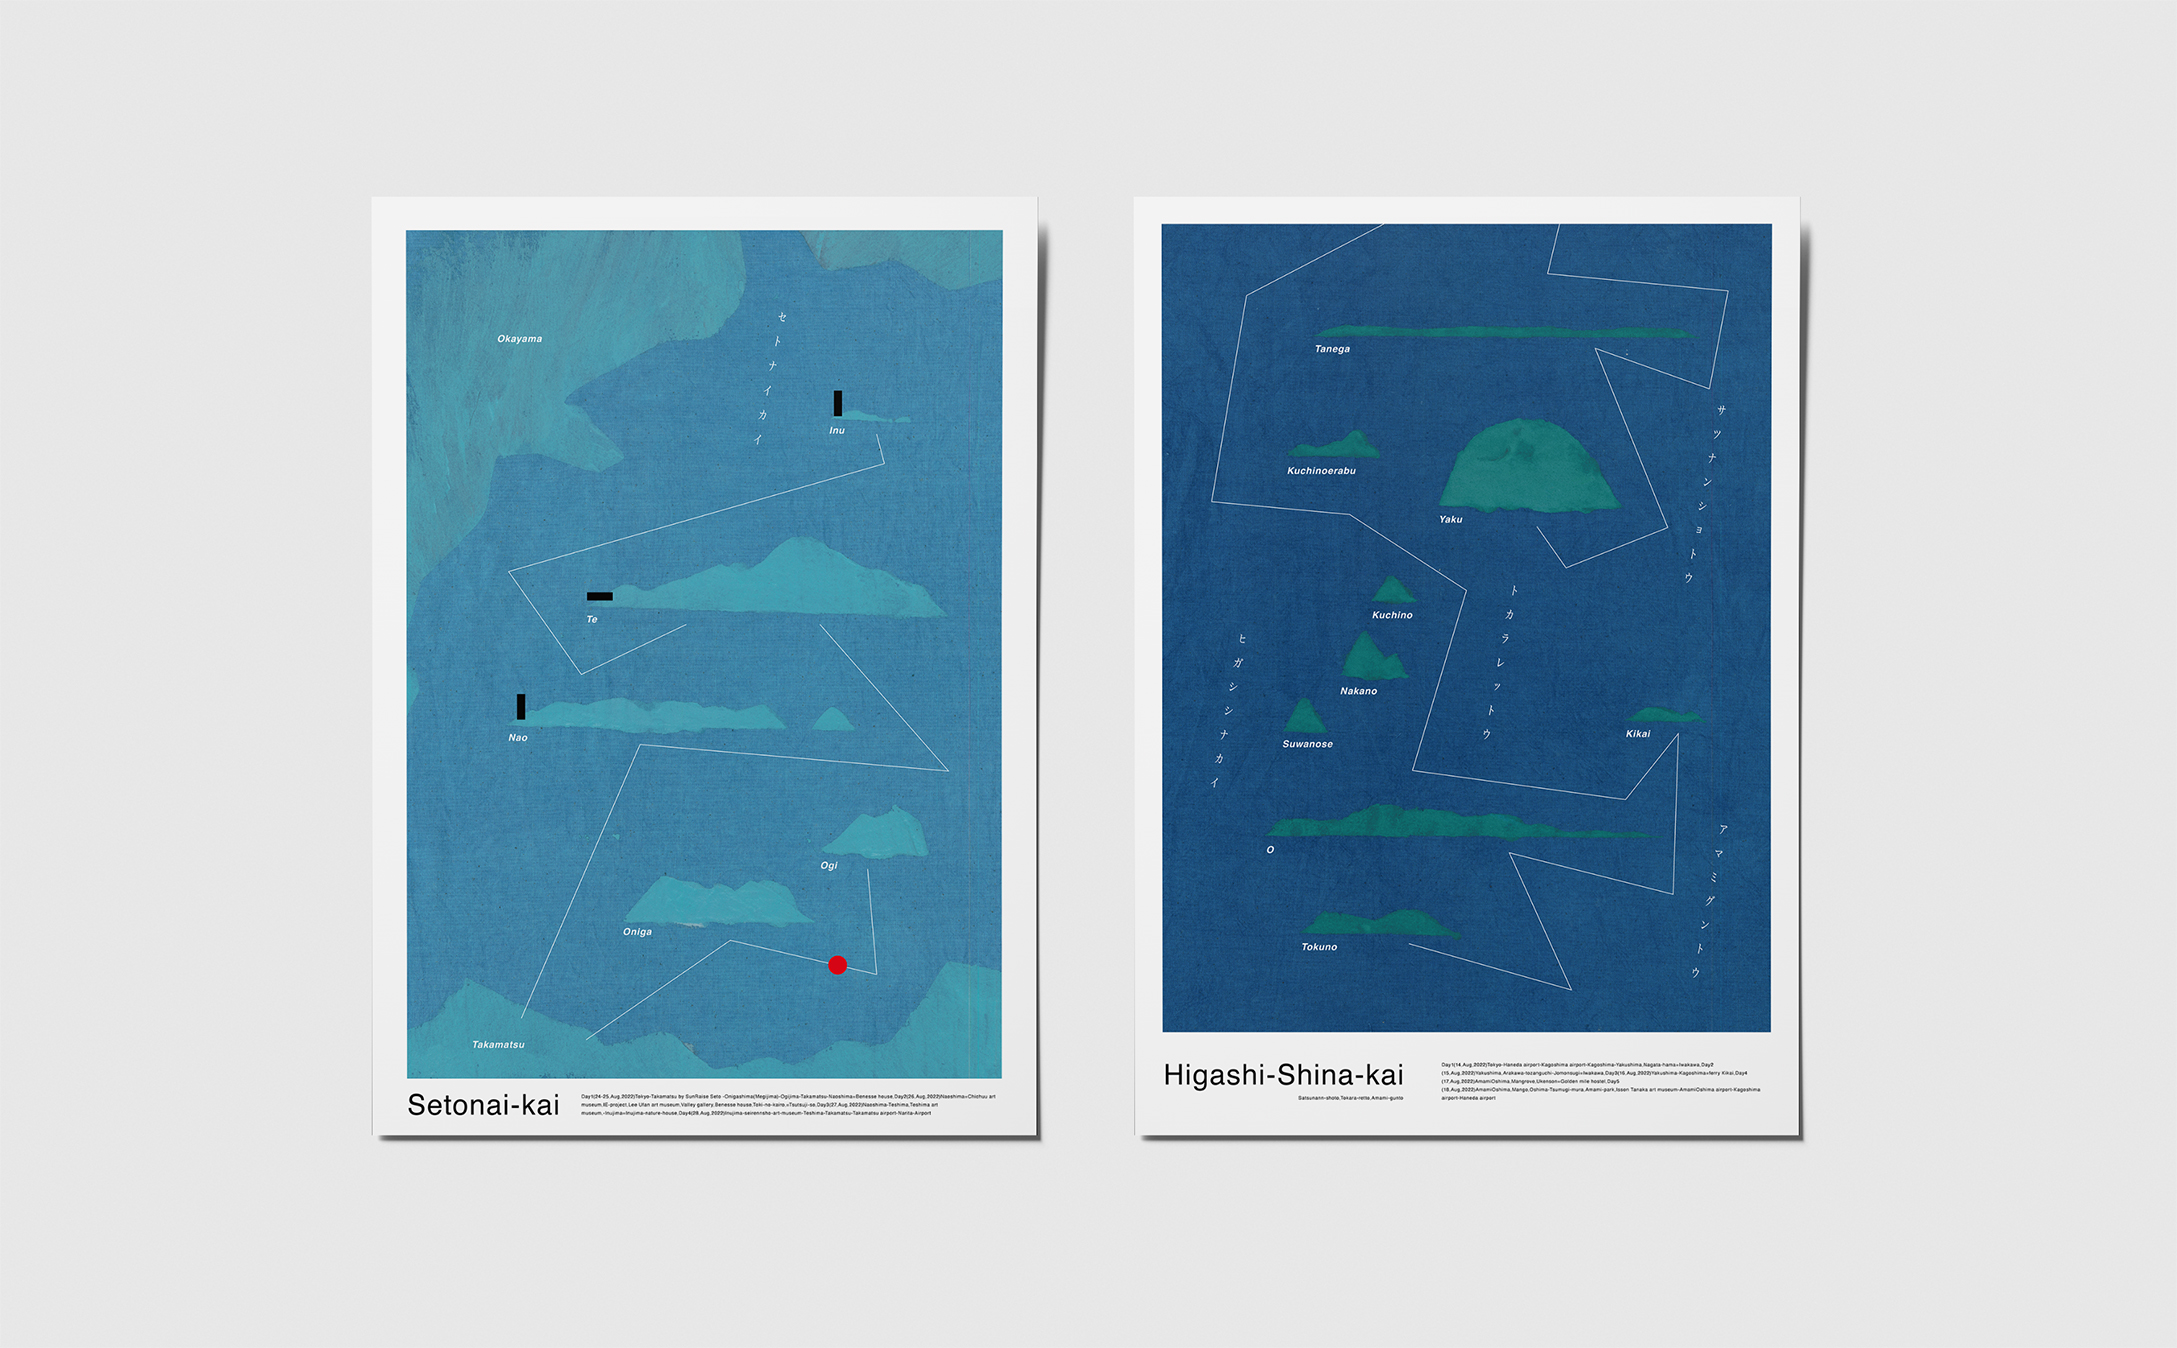 Okayama
セトナイカイ
Inu
Te
Nao
Ogi
Oniga
Takamatsu
Setonai-kai
Day1(24-25,Aug,2022)Tokyo-Takamatsu by SunRaise Seto -Onigashima(Megijima)-Ogijima-Takamatsu-Naoshima=Benesse house,Day2(26,Aug,2022)Naoshima=Chichuu art
museum,IE-project,Lee Ufan art museum,Valley gallery,Benesse house,Toki-no-kairo,=Tsutsuji-so,Day3(27,Aug,2022)Naoshima-Teshima,Teshima art
museum,-Inujima=Inujima-nature-house,Day4(28,Aug,2022)Inujima-seirennsho-art-museum-Teshima-Takamatsu-Takamatsu airport-Narita-Airport
Tanega
サツナンショトウ
Kuchinoerabu
Yaku
トカラレットウ
Kuchino
ヒガシシナカイ
Nakano
Kikai
Suwanose
アマミグントウ
O
Tokuno
Higashi-Shina-kai
Satsunann-shoto,Tokara-retto,Amami-gunto
Day1(14,Aug,2022)Tokyo-Haneda airport-Kagoshima airport-Kagoshima-Yakushima,Nagata-hama=Iwakawa,Day2
(15,Aug,2022)Yakushima,Arakawa-tozanguchi-Jomonsugi=Iwakawa,Day3(16,Aug,2022)Yakushima-Kagoshima=ferry Kikai,Day4
(17,Aug,2022)AmamiOshima,Mangrove,Ukenson=Golden mile hostel,Day5
(18,Aug,2022)AmamiOshima,Mango,Oshima-Tsumugi-mura,Amami-park,Isson Tanaka art museum-AmamiOshima airport-Kagoshima
airport-Haneda airport